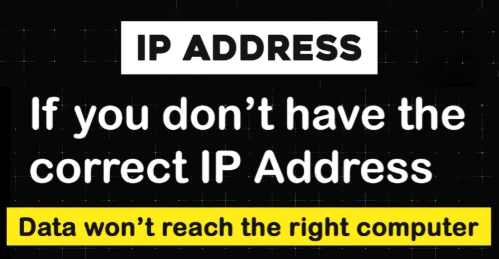 IP ADDRESS
If you don't have the
correct IP Address
Data won't reach the right computer